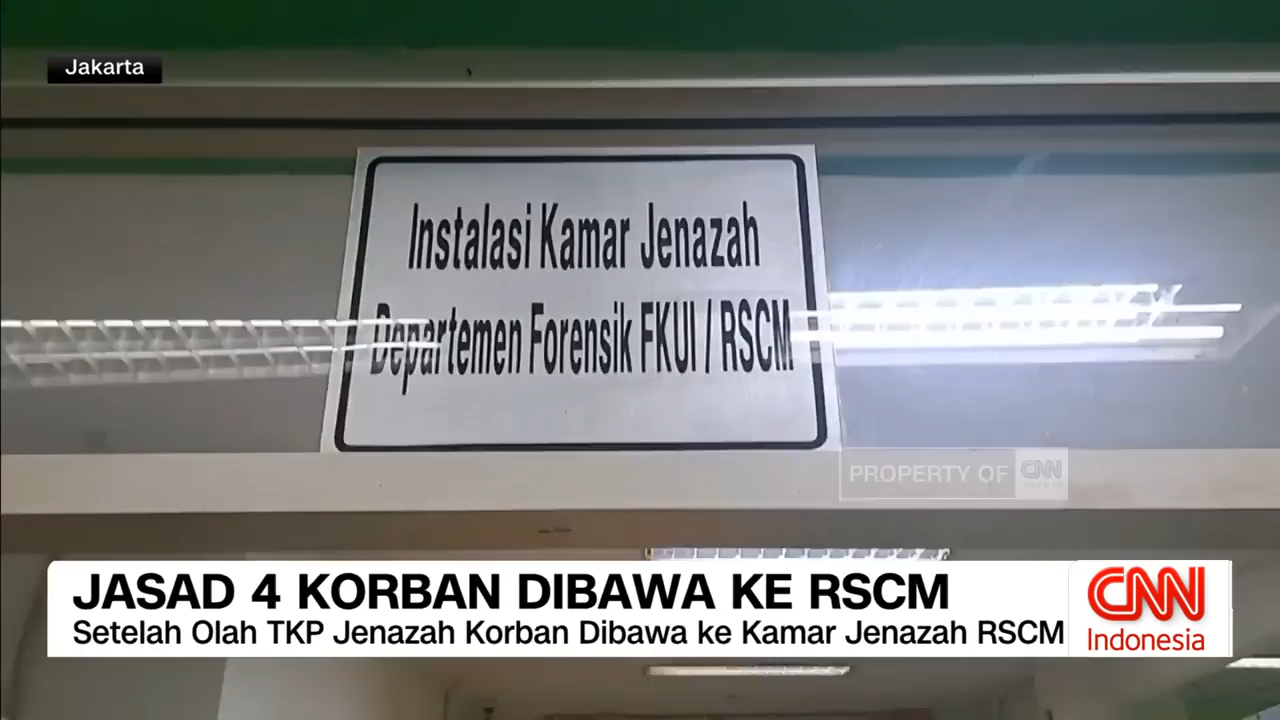 Jakarta
Instalasi Kamar Jenazah
Departemen Forensik FKUI / RSCM
PROPERTY OF CNN
JASAD 4 KORBAN DIBAWA KE RSCM
Setelah Olah TKP Jenazah Korban Dibawa ke Kamar Jenazah RSCM
CNN
Indonesia